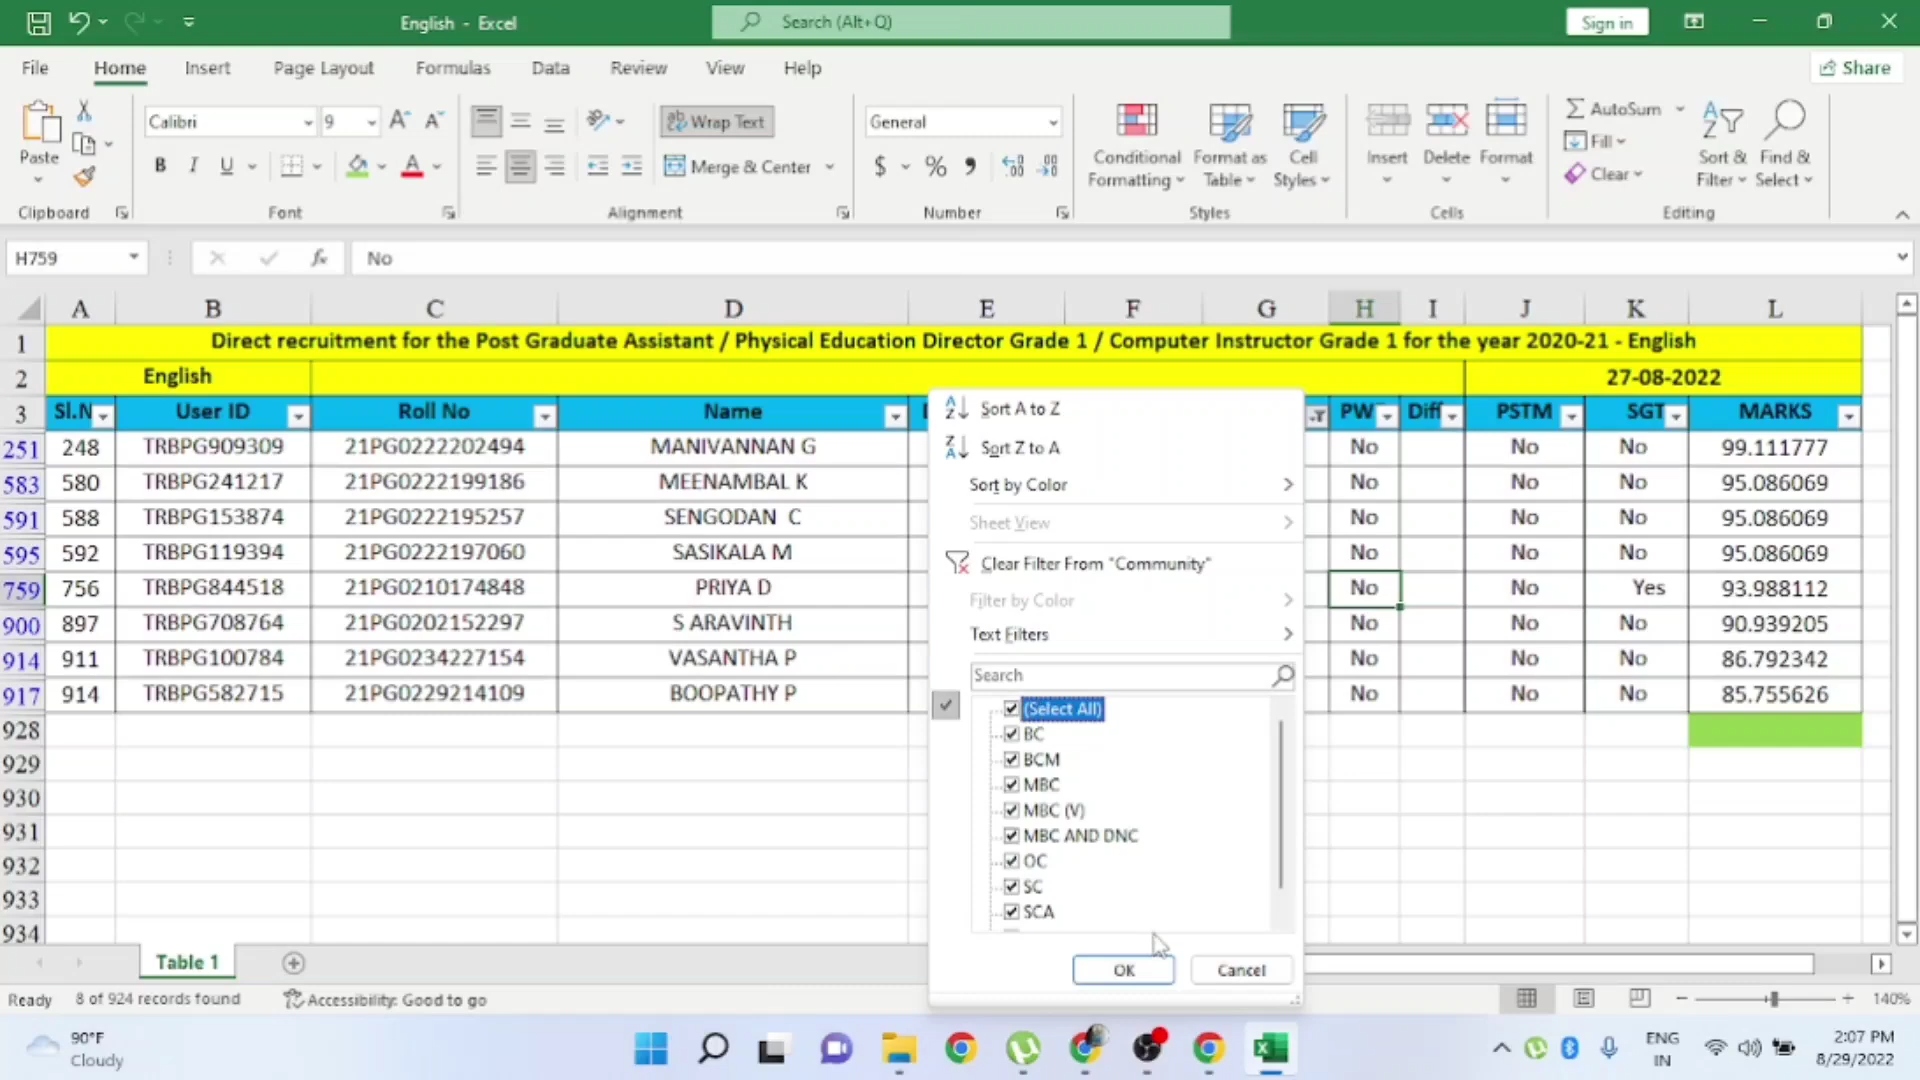 English - Excel
Search (Alt+Q)
Sign in
File Home Insert Page Layout Formulas Data Review View Help
Share
Paste
Calibri 9
B I U
Wrap Text
Merge & Center
General
$ % ,
Conditional Formatting
Format as Table
Cell Styles
Insert Delete Format
AutoSum
Fill
Clear
Sort & Filter
Find & Select
Clipboard Font Alignment Number Styles Cells Editing
H759 fx No
A B C D E F G H I J K L
1 Direct recruitment for the Post Graduate Assistant / Physical Education Director Grade 1 / Computer Instructor Grade 1 for the year 2020-21 - English
2 English 27-08-2022
3 Sl.N User ID Roll No Name PW Diff PSTM SGT MARKS
251 248 TRBPG909309 21PG0222202494 MANIVANNAN G No No No 99.111777
583 580 TRBPG241217 21PG0222199186 MEENAMBAL K No No No 95.086069
591 588 TRBPG153874 21PG0222195257 SENGODAN C No No No 95.086069
595 592 TRBPG119394 21PG0222197060 SASIKALA M No No No 95.086069
759 756 TRBPG844518 21PG0210174848 PRIYA D No No Yes 93.988112
900 897 TRBPG708764 21PG0202152297 S ARAVINTH No No No 90.939205
914 911 TRBPG100784 21PG0234227154 VASANTHA P No No No 86.792342
917 914 TRBPG582715 21PG0229214109 BOOPATHY P No No No 85.755626
928
929
930
931
932
933
934
Sort A to Z
Sort Z to A
Sort by Color
Sheet View
Clear Filter From "Community"
Filter by Color
Text Filters
Search
(Select All)
BC
BCM
MBC
MBC (V)
MBC AND DNC
OC
SC
SCA
OK Cancel
Table 1
Ready 8 of 924 records found Accessibility: Good to go 140%
90°F
Cloudy
ENG
IN
2:07 PM
8/29/2022